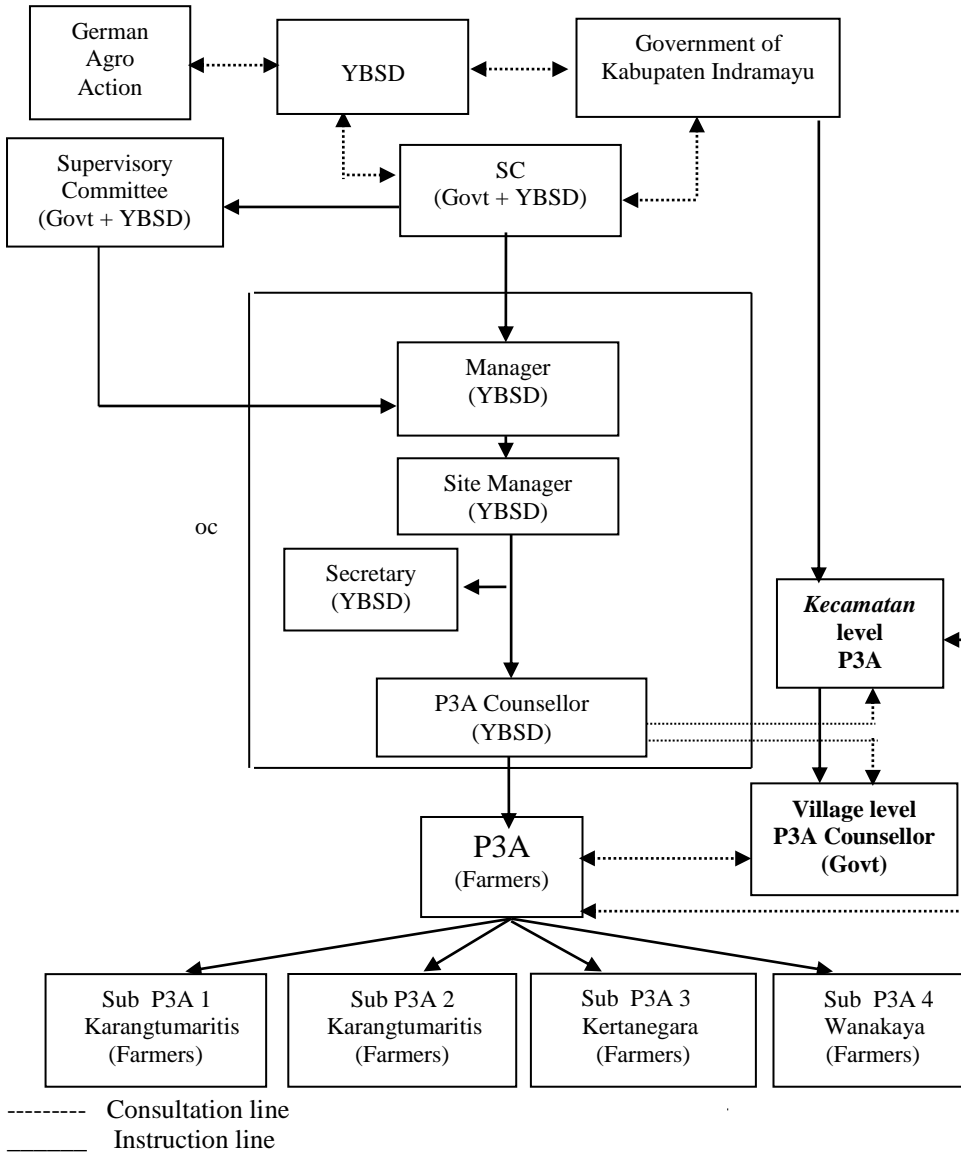 German
Agro
Action
YBSD
Government of
Kabupaten Indramayu
Supervisory
Committee
(Govt + YBSD)
SC
(Govt + YBSD)
Manager
(YBSD)
Site Manager
(YBSD)
oc
Secretary
(YBSD)
Kecamatan
level
P3A
P3A Counsellor
(YBSD)
Village level
P3A Counsellor
(Govt)
P3A
(Farmers)
Sub P3A 1
Karangtumaritis
(Farmers)
Sub P3A 2
Karangtumaritis
(Farmers)
Sub P3A 3
Kertanegara
(Farmers)
Sub P3A 4
Wanakaya
(Farmers)
--------- Consultation line
______ Instruction line